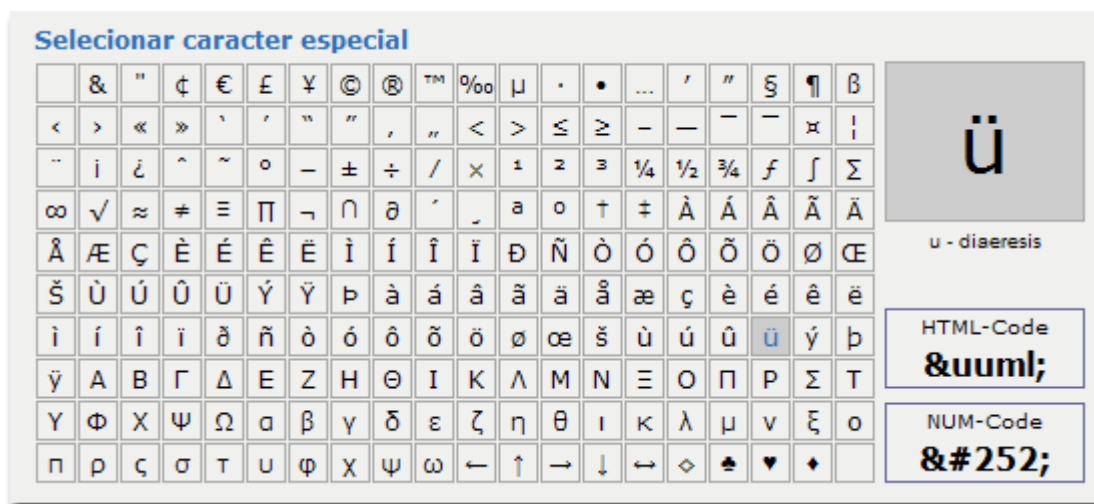 Selecionar caracter especial
& " ¢ € £ ¥ © ® ™ ‰ µ · • … ′ ″ § ¶ ß
‹ › « » ‘ ’ “ ” ‚ „ < > ≤ ≥ – — ¯ ‾ ¤ ¦
¨ ¡ ¿ ˆ ˜ ° − ± ÷ ⁄ × ¹ ² ³ ¼ ½ ¾ ƒ ∫ ∑
∞ √ ≈ ≠ ≡ ∏ ¬ ∩ ∂ ´ ¸ ª º † ‡ À Á Â Ã Ä
Å Æ Ç È É Ê Ë Ì Í Î Ï Ð Ñ Ò Ó Ô Õ Ö Ø Œ
Š Ù Ú Û Ü Ý Ÿ Þ à á â ã ä å æ ç è é ê ë
ì í î ï ð ñ ò ó ô õ ö ø œ š ù ú û ü ý þ
ÿ Α Β Γ Δ Ε Ζ Η Θ Ι Κ Λ Μ Ν Ξ Ο Π Ρ Σ Τ
Υ Φ Χ Ψ Ω α β γ δ ε ζ η θ ι κ λ μ ν ξ ο
π ρ ς σ τ υ φ χ ψ ω ← ↑ → ↓ ↔ ◊ ♣ ♥ ♦
ü
u - diaeresis
HTML-Code
&uuml;
NUM-Code
&#252;